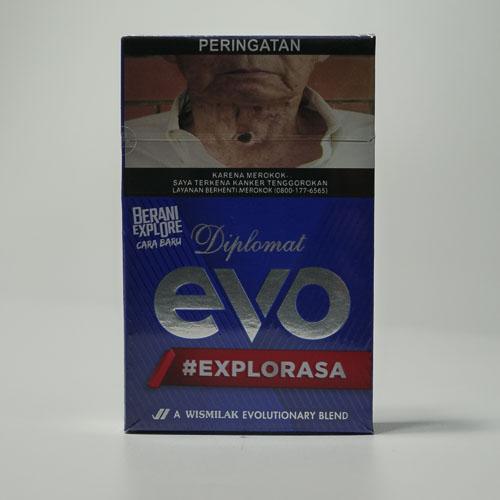 PERINGATAN
KARENA MEROKOK..
SAYA TERKENA KANKER TENGGOROKAN
LAYANAN BERHENTI MEROKOK (0800-177-6565)
BERANI
EXPLORE
CARA BARU
Diplomat
evo
#EXPLORASA
A WISMILAK EVOLUTIONARY BLEND